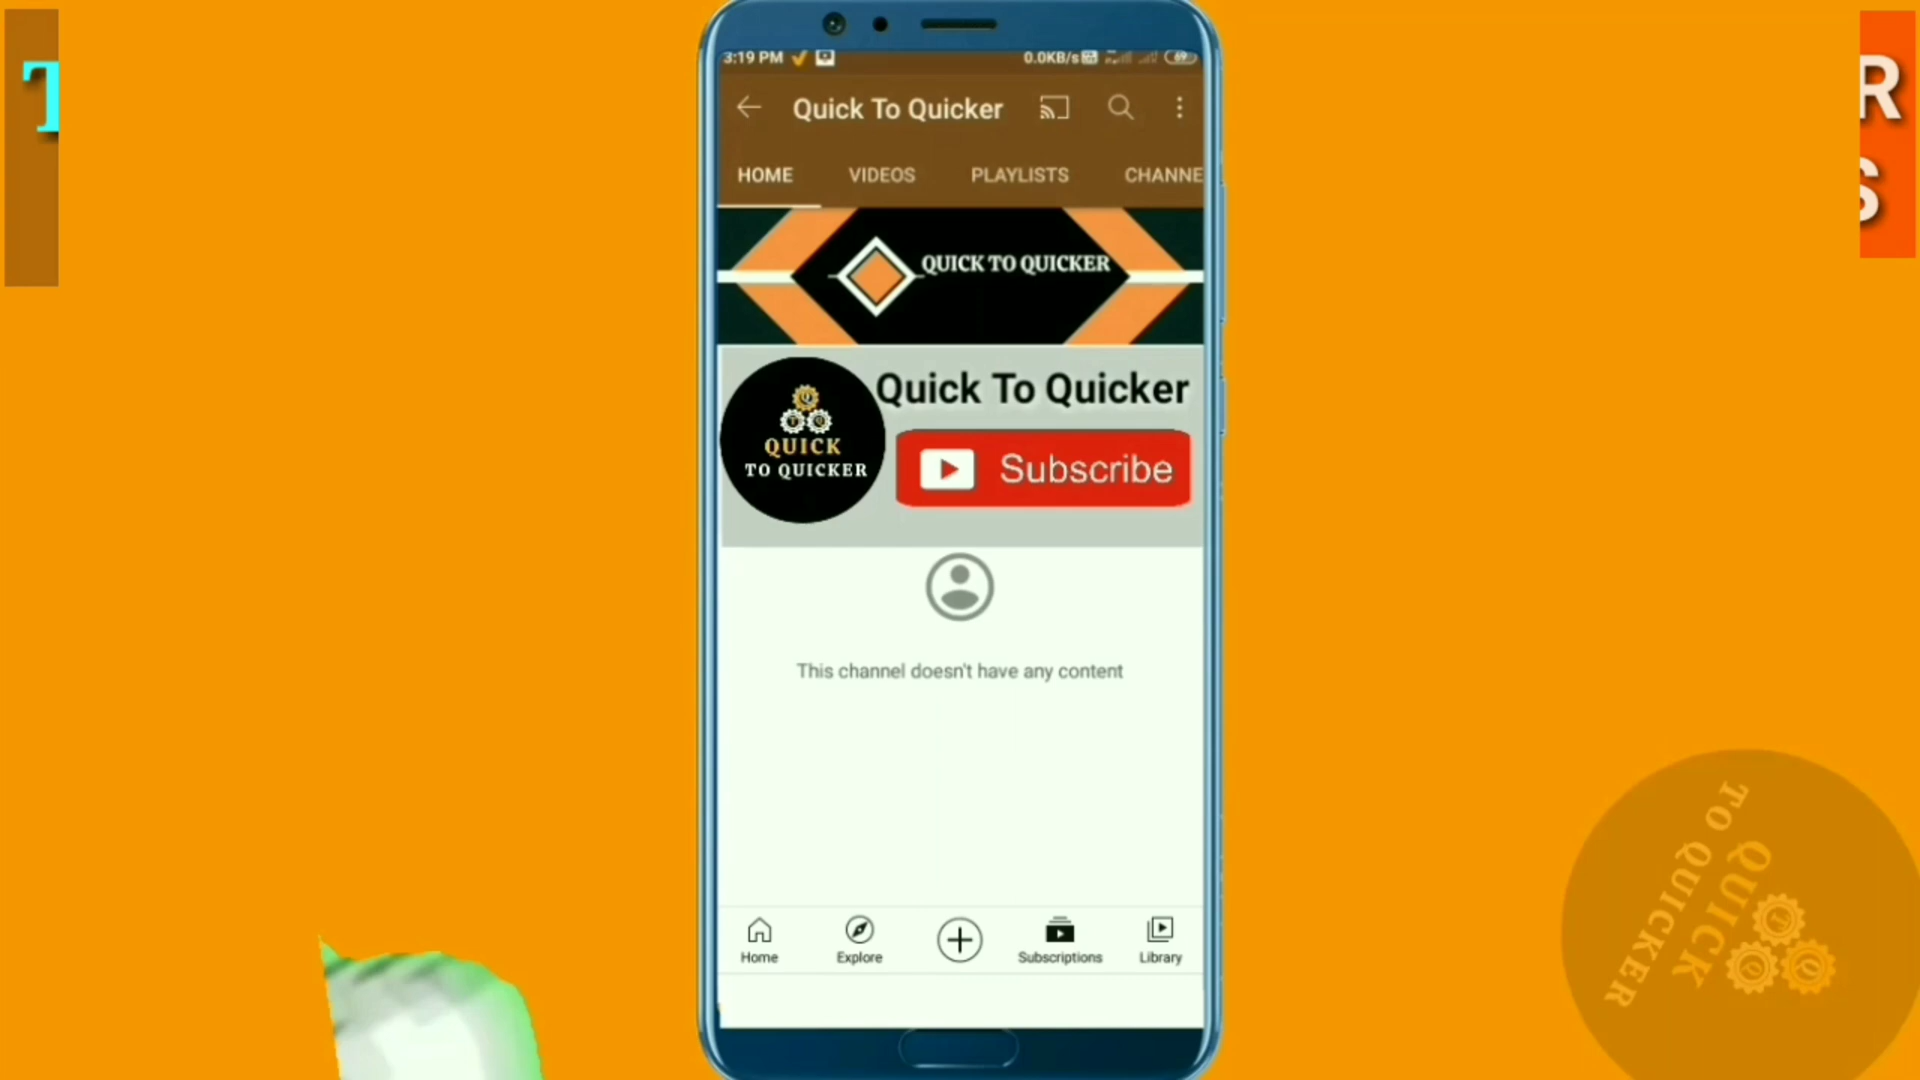 T
R
S
3:19 PM
0.0KB/s
69
Quick To Quicker
HOME
VIDEOS
PLAYLISTS
CHANNE
QUICK TO QUICKER
Q
T Q
QUICK
TO QUICKER
Quick To Quicker
Subscribe
This channel doesn't have any content
Home
Explore
Subscriptions
Library
TO QUICKER
QUICK
T
Q Q